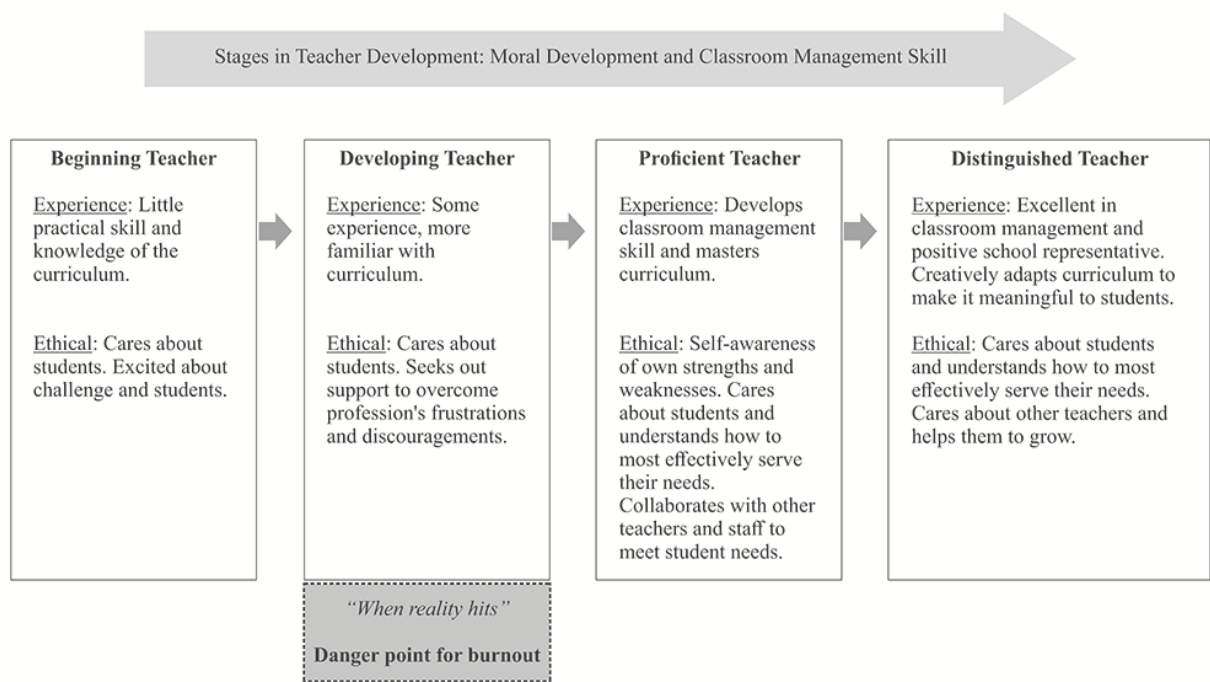 Stages in Teacher Development: Moral Development and Classroom Management Skill
Beginning Teacher
Experience: Little
practical skill and
knowledge of the
curriculum.
Ethical: Cares about
students. Excited about
challenge and students.
Developing Teacher
Experience: Some
experience, more
familiar with
curriculum.
Ethical: Cares about
students. Seeks out
support to overcome
profession's frustrations
and discouragements.
"When reality hits"
Danger point for burnout
Proficient Teacher
Experience: Develops
classroom management
skill and masters
curriculum.
Ethical: Self-awareness
of own strengths and
weaknesses. Cares
about students and
understands how to
most effectively serve
their needs.
Collaborates with other
teachers and staff to
meet student needs.
Distinguished Teacher
Experience: Excellent in
classroom management and
positive school representative.
Creatively adapts curriculum to
make it meaningful to students.
Ethical: Cares about students
and understands how to most
effectively serve their needs.
Cares about other teachers and
helps them to grow.